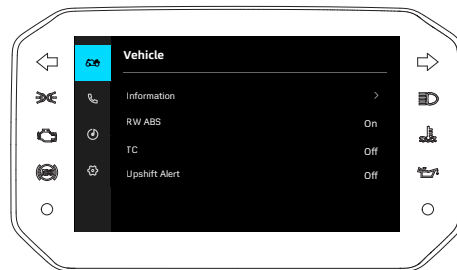 Vehicle
Information
RW ABS On
TC Off
Upshift Alert Off